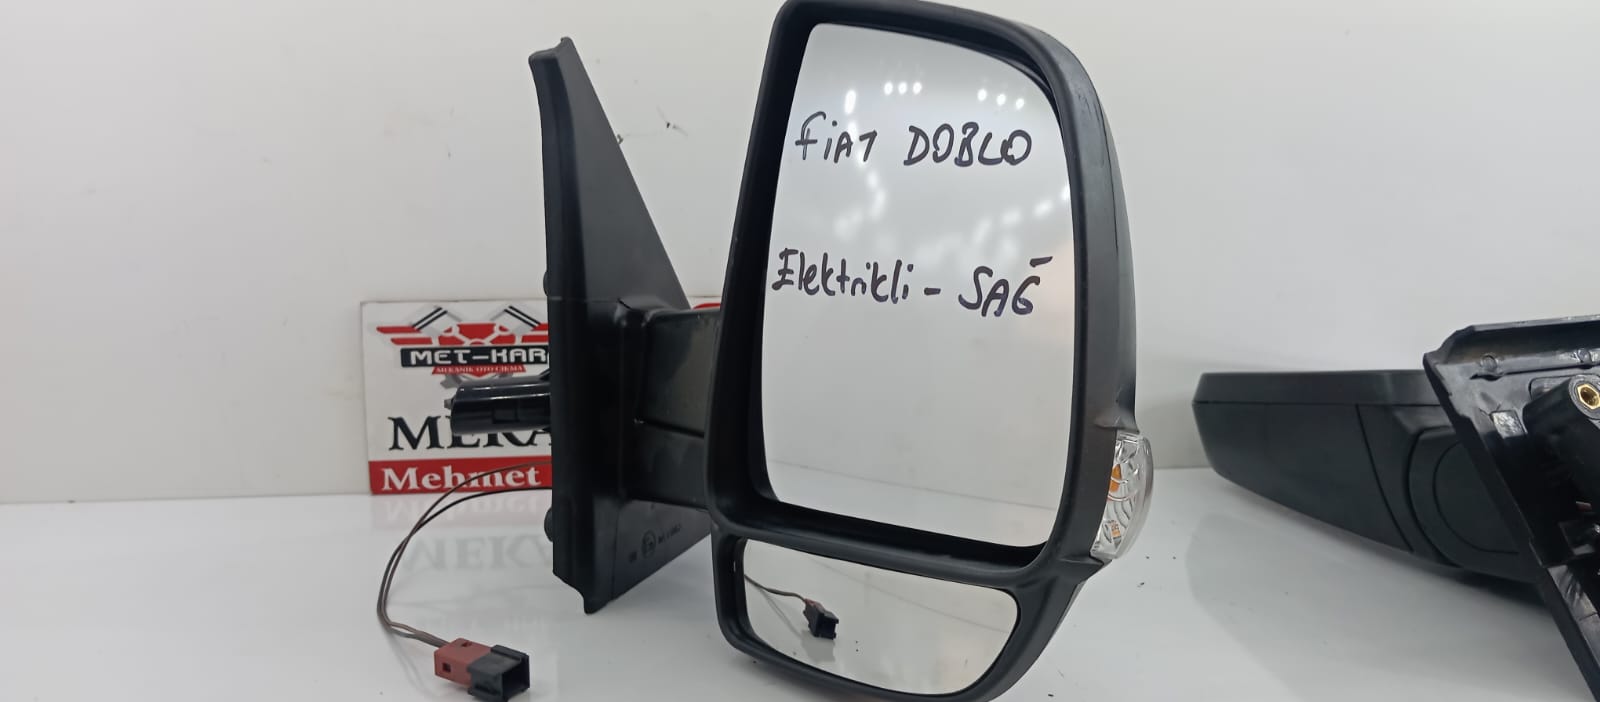 FiAT DOBLO
Elektrikli - SAĞ
MET-KAR
MEKANİK OTO ÇIKMA
MEKA
Mehmet